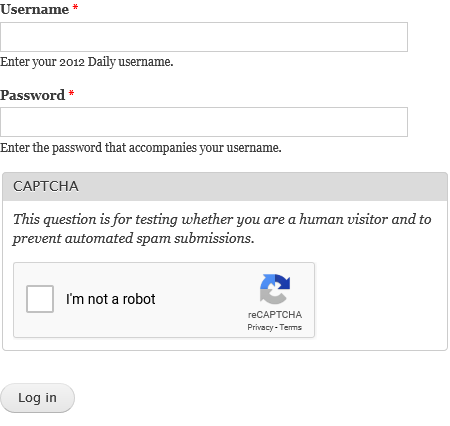 Username *
Enter your 2012 Daily username.
Password *
Enter the password that accompanies your username.
CAPTCHA
This question is for testing whether you are a human visitor and to
prevent automated spam submissions.
I'm not a robot
reCAPTCHA
Privacy - Terms
Log in